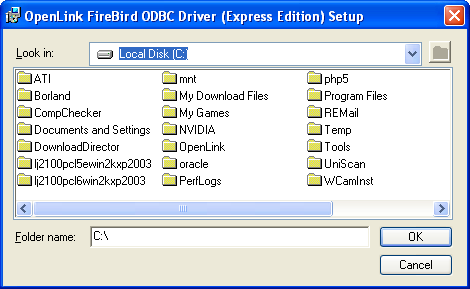 OpenLink FireBird ODBC Driver (Express Edition) Setup
Look in: Local Disk (C:)
ATI mnt php5
Borland My Download Files Program Files
CompChecker My Games REMail
Documents and Settings NVIDIA Temp
DownloadDirector OpenLink Tools
lj2100pcl5ewin2kxp2003 oracle UniScan
lj2100pcl6win2kxp2003 PerfLogs WCamInst
Folder name: C:\ OK
Cancel